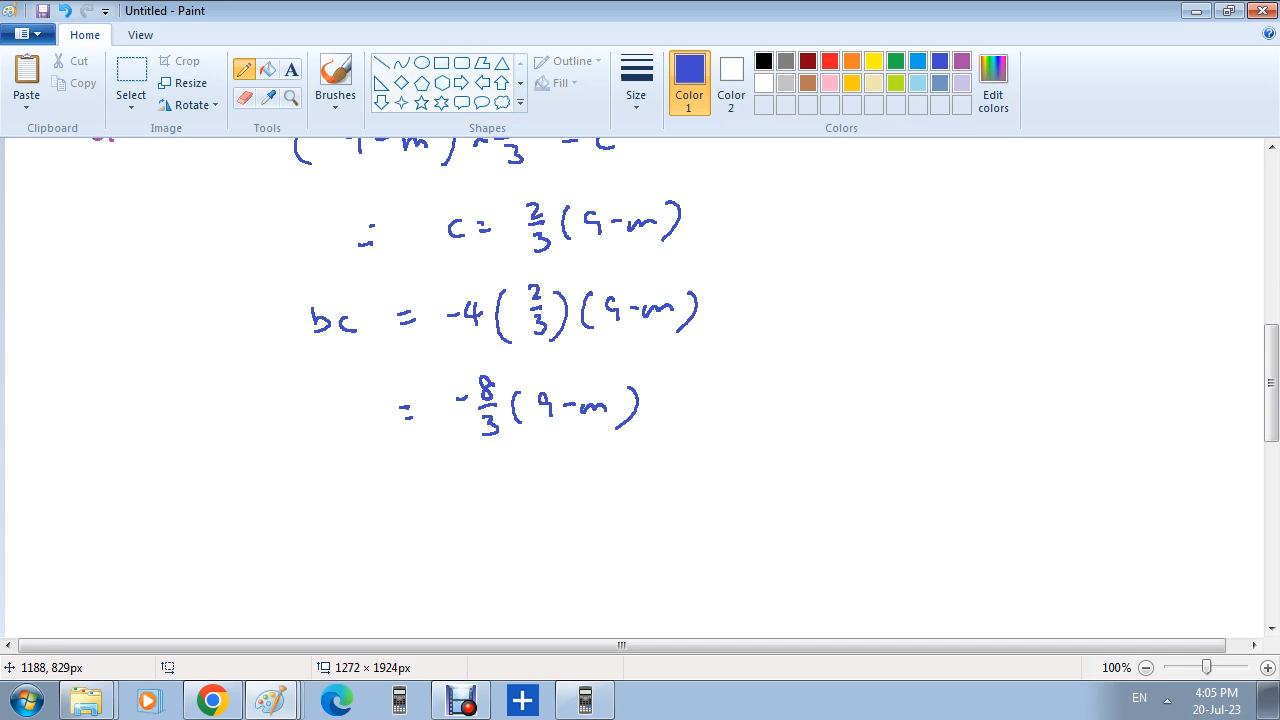 Untitled - Paint
Home
View
Paste
Cut
Copy
Clipboard
Select
Crop
Resize
Rotate
Image
Tools
Brushes
Shapes
Outline
Fill
Size
Color 1
Color 2
Edit colors
Colors
= c = 2/3 (9-m)
bc = -4 (2/3) (9-m)
= -8/3 (9-m)
1188, 829px
1272 × 1924px
100%
EN
4:05 PM
20-Jul-23